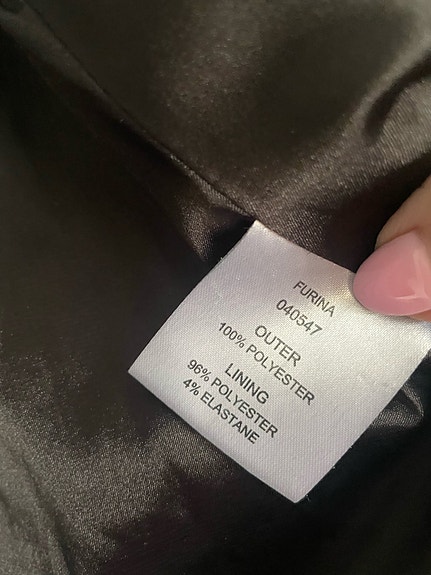 FURINA
040547
OUTER
100% POLYESTER
LINING
96% POLYESTER
4% ELASTANE